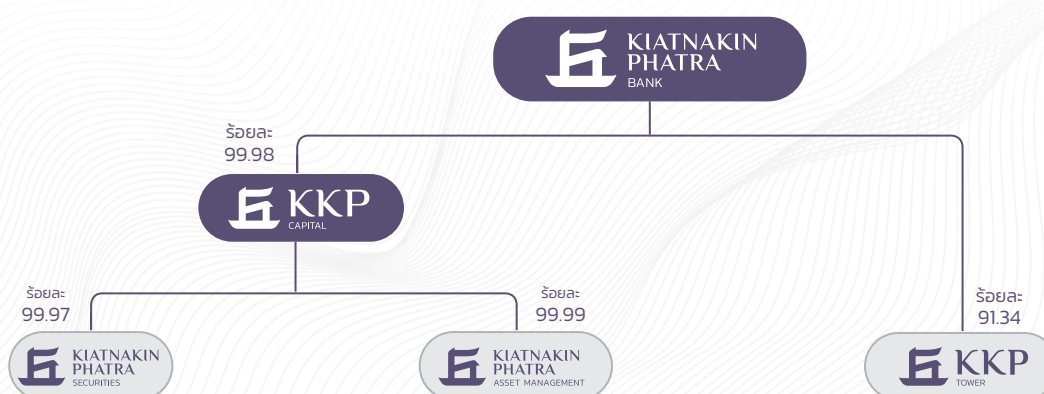 KIATNAKIN
PHATRA
BANK
ร้อยละ
99.98
KKP
CAPITAL
ร้อยละ
99.97
KIATNAKIN
PHATRA
SECURITIES
ร้อยละ
99.99
KIATNAKIN
PHATRA
ASSET MANAGEMENT
ร้อยละ
91.34
KKP
TOWER